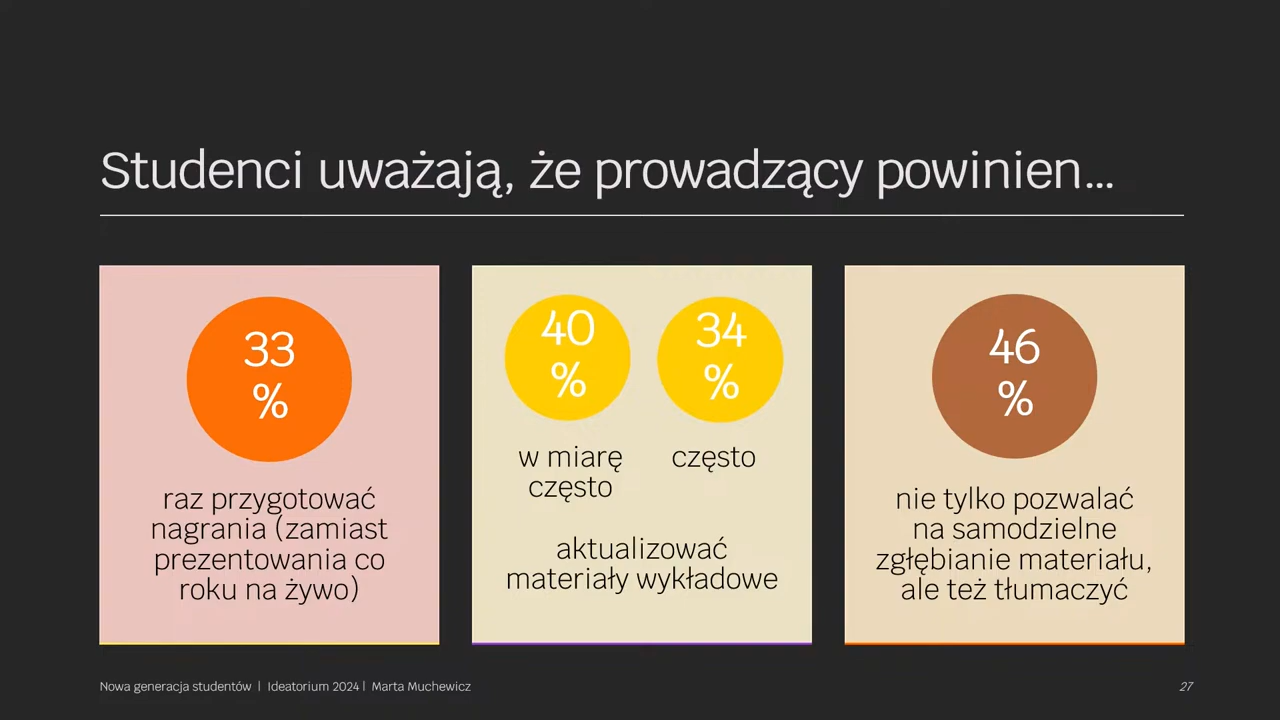 Studenci uważają, że prowadzący powinien...
33
%
raz przygotować
nagrania (zamiast
prezentowania co
roku na żywo)
40
%
w miarę
często
34
%
często
aktualizować
materiały wykładowe
46
%
nie tylko pozwalać
na samodzielne
zgłębianie materiału,
ale też tłumaczyć
Nowa generacja studentów | Ideatorium 2024 | Marta Muchewicz
27